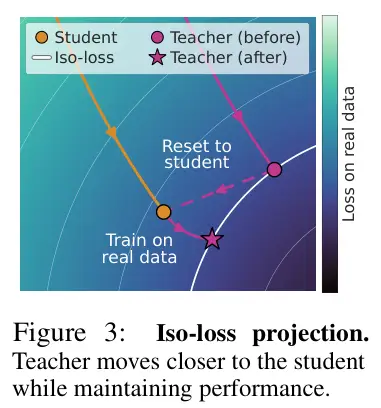 Student
Teacher (before)
Iso-loss
Teacher (after)
Reset to
student
Train on
real data
Loss on real data
Figure 3: Iso-loss projection.
Teacher moves closer to the student
while maintaining performance.